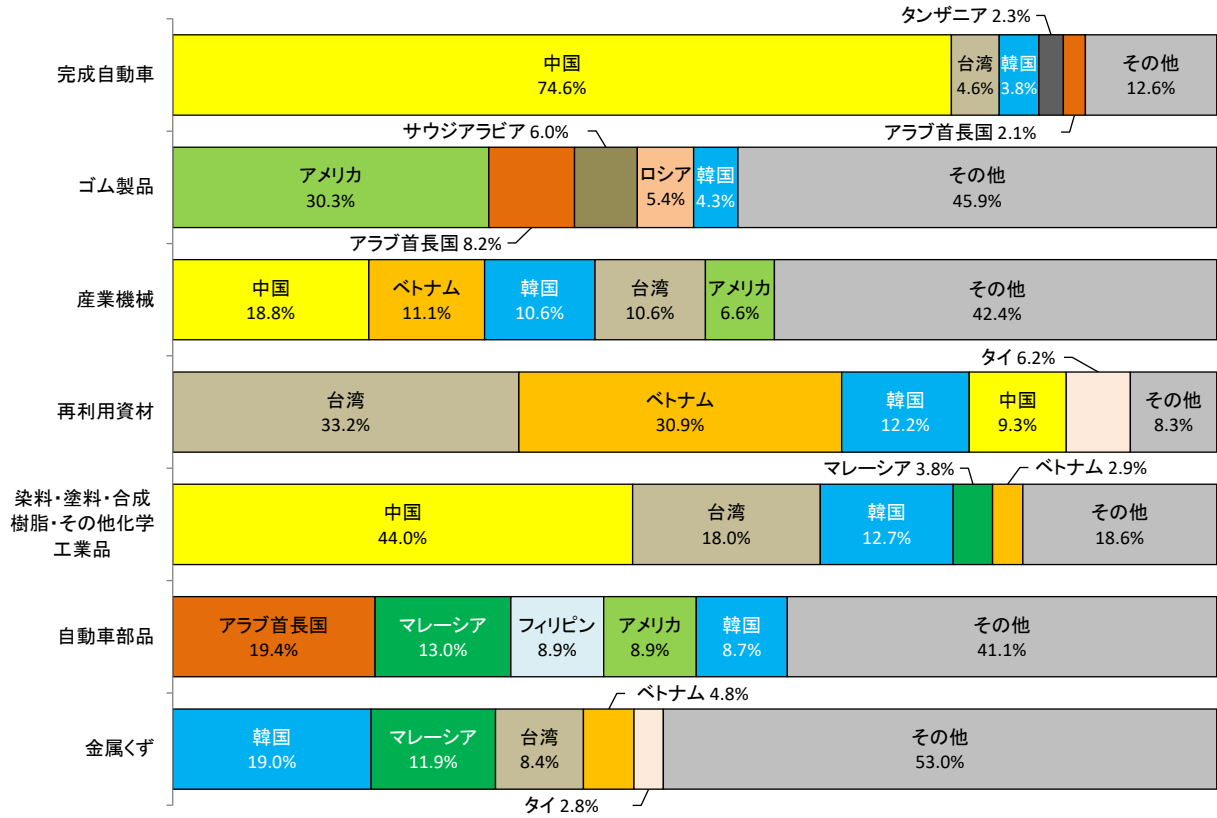 タンザニア 2.3%
完成自動車
中国
74.6%
台湾
4.6%
韓国
3.8%
その他
12.6%
アラブ首長国 2.1%
サウジアラビア 6.0%
ゴム製品
アメリカ
30.3%
ロシア
5.4%
韓国
4.3%
その他
45.9%
アラブ首長国 8.2%
産業機械
中国
18.8%
ベトナム
11.1%
韓国
10.6%
台湾
10.6%
アメリカ
6.6%
その他
42.4%
タイ 6.2%
再利用資材
台湾
33.2%
ベトナム
30.9%
韓国
12.2%
中国
9.3%
その他
8.3%
マレーシア 3.8%
ベトナム 2.9%
染料・塗料・合成
樹脂・その他化学
工業品
中国
44.0%
台湾
18.0%
韓国
12.7%
その他
18.6%
自動車部品
アラブ首長国
19.4%
マレーシア
13.0%
フィリピン
8.9%
アメリカ
8.9%
韓国
8.7%
その他
41.1%
ベトナム 4.8%
金属くず
韓国
19.0%
マレーシア
11.9%
台湾
8.4%
その他
53.0%
タイ 2.8%